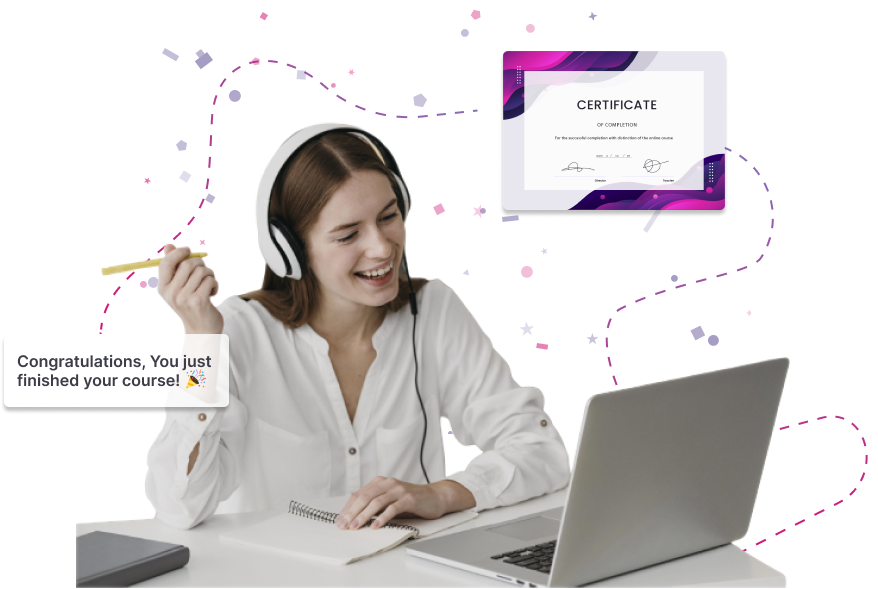 CERTIFICATE
OF COMPLETION
For the successful completion with distinction of the online course
Director
Congratulations, You just
finished your course! 🎉